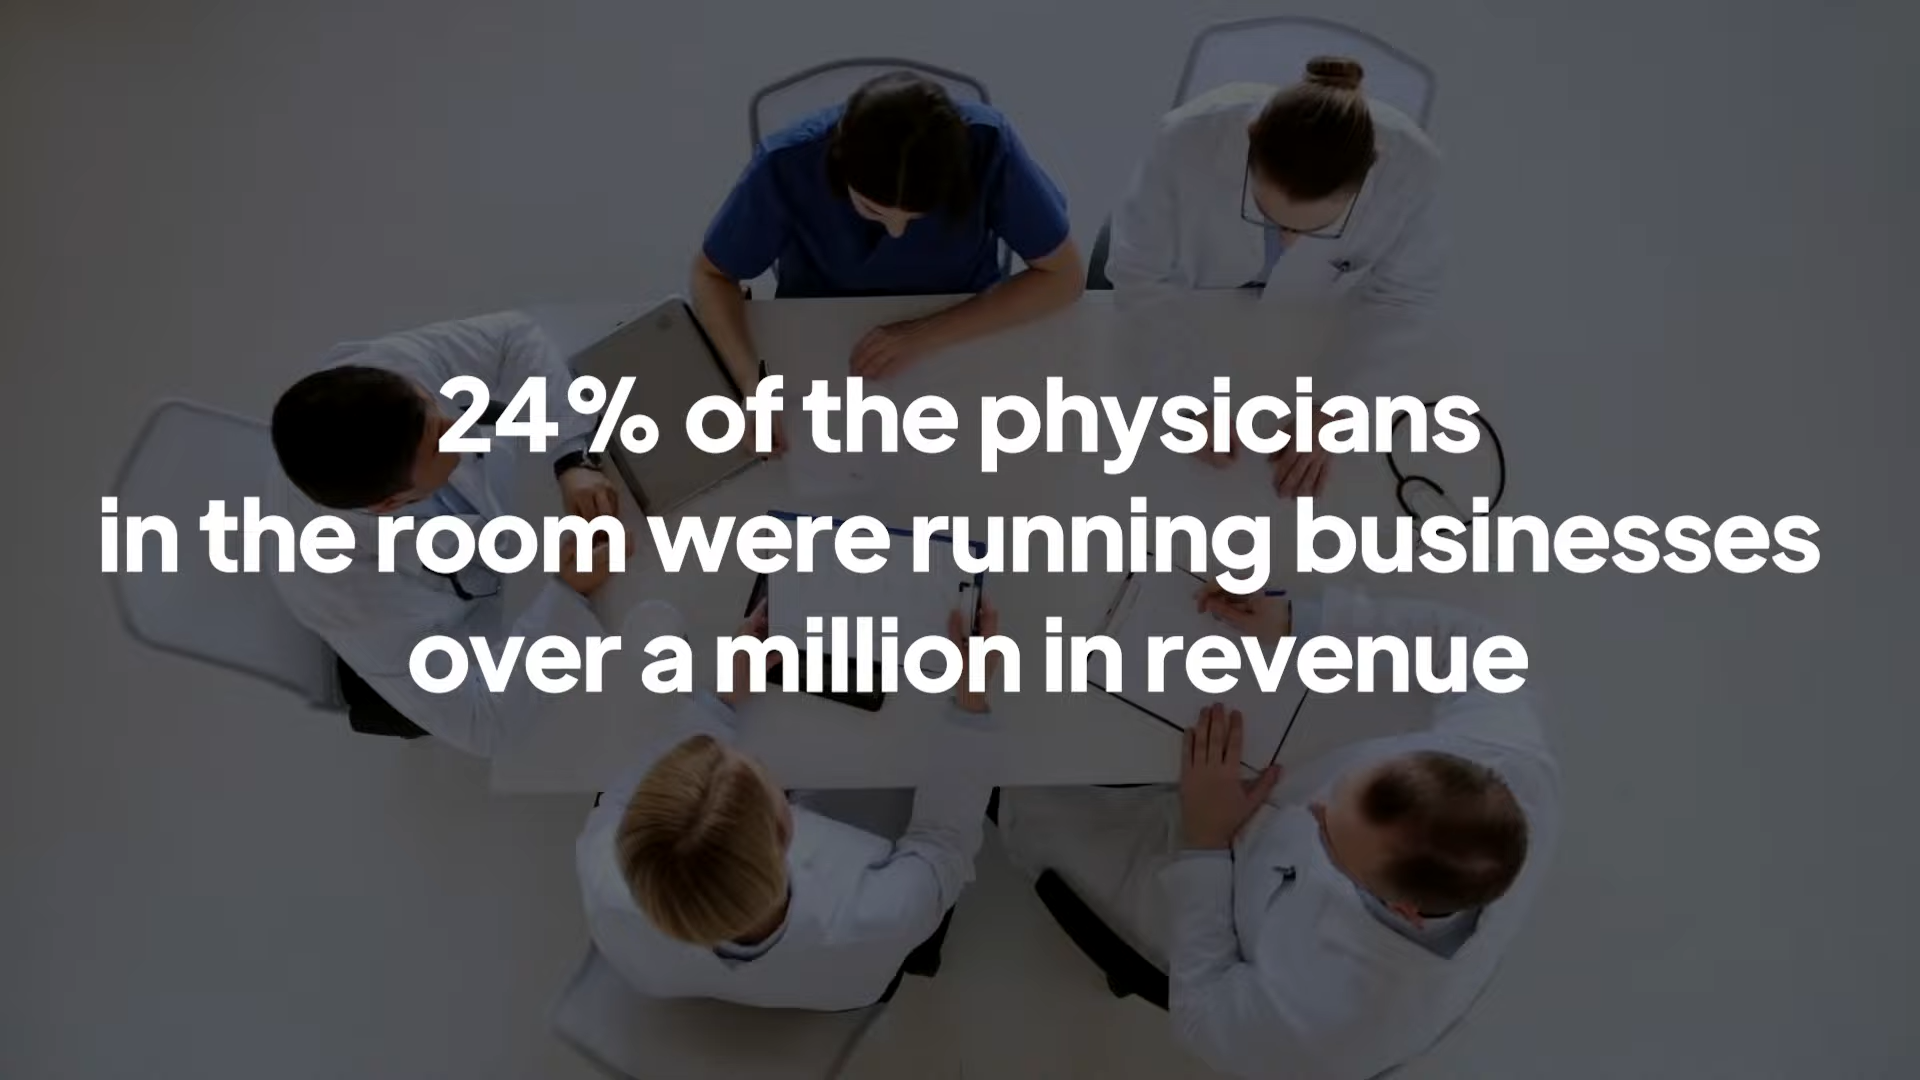 24% of the physicians
in the room were running businesses
over a million in revenue